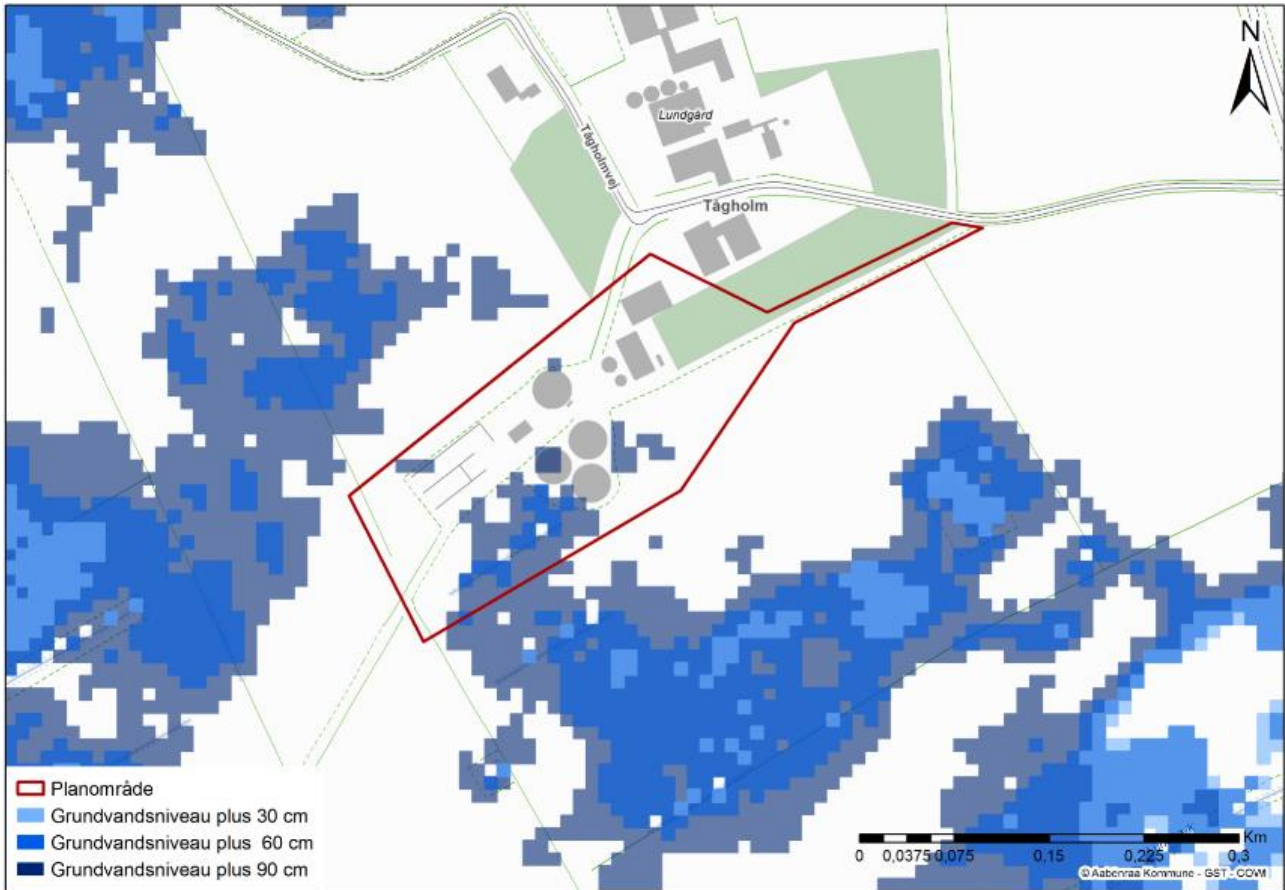 N
Lundgård
Tågholmvej
Tågholm
Planområde
Grundvandsniveau plus 30 cm
Grundvandsniveau plus 60 cm
Grundvandsniveau plus 90 cm
Km
0 0,0375 0,075 0,15 0,225 0,3
© Aabenraa Kommune - GST - COWI